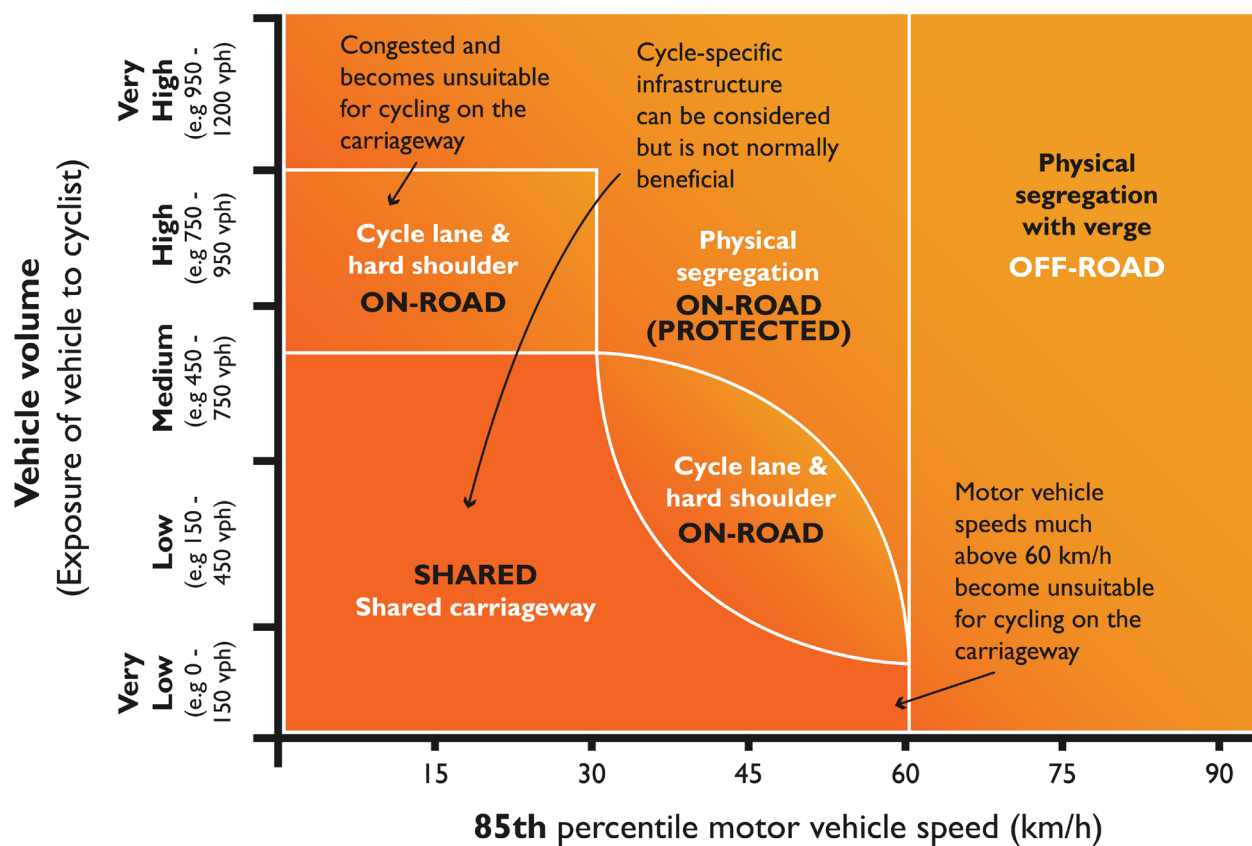 Vehicle volume
(Exposure of vehicle to cyclist)
Very
High
(e.g 950 -
1200 vph)
High
(e.g 750 -
950 vph)
Medium
(e.g 450 -
750 vph)
Low
(e.g 150 -
450 vph)
Very
Low
(e.g 0 -
150 vph)
Congested and
becomes unsuitable
for cycling on the
carriageway
Cycle-specific
infrastructure
can be considered
but is not normally
beneficial
Physical
segregation
with verge
OFF-ROAD
Cycle lane &
hard shoulder
ON-ROAD
Physical
segregation
ON-ROAD
(PROTECTED)
Cycle lane &
hard shoulder
ON-ROAD
Motor vehicle
speeds much
above 60 km/h
become unsuitable
for cycling on the
carriageway
SHARED
Shared carriageway
15
30
45
60
75
90
85th percentile motor vehicle speed (km/h)